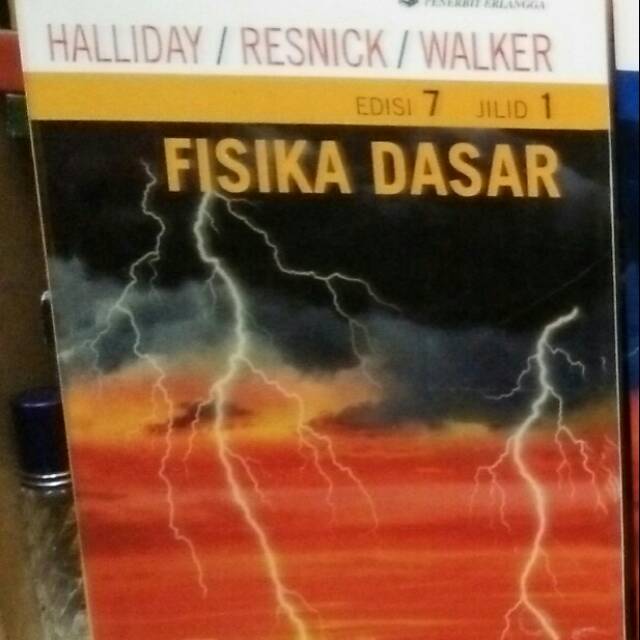 PENERBIT ERLANGGA
HALLIDAY / RESNICK / WALKER
EDISI 7 JILID 1
FISIKA DASAR